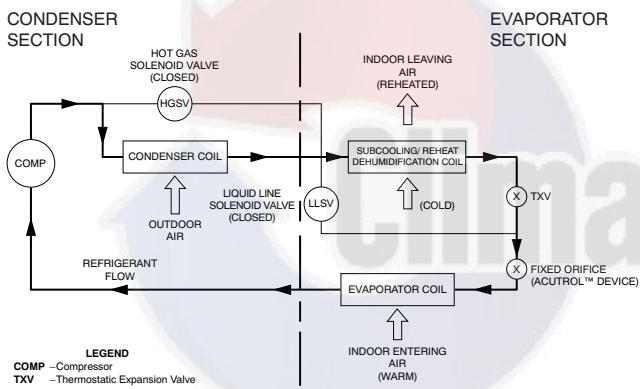 CONDENSER
SECTION
EVAPORATOR
SECTION
HOT GAS
SOLENOID VALVE
(CLOSED)
HGSV
INDOOR LEAVING
AIR
(REHEATED)
COMP
CONDENSER COIL
SUBCOOLING/ REHEAT
DEHUMIDIFICATION COIL
OUTDOOR
AIR
LIQUID LINE
SOLENOID VALVE
(CLOSED)
LLSV
(COLD)
X
TXV
REFRIGERANT
FLOW
EVAPORATOR COIL
X
FIXED ORIFICE
(ACUTROL™ DEVICE)
INDOOR ENTERING
AIR
(WARM)
LEGEND
COMP –Compressor
TXV –Thermostatic Expansion Valve
Clima